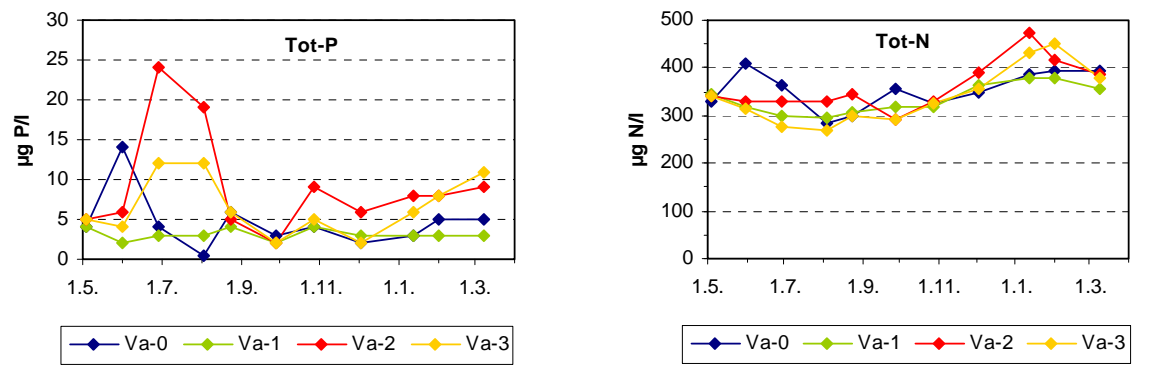 Tot-P
µg P/l
30
25
20
15
10
5
0
1.5. 1.7. 1.9. 1.11. 1.1. 1.3.
Va-0 Va-1 Va-2 Va-3
Tot-N
µg N/l
500
400
300
200
100
0
1.5. 1.7. 1.9. 1.11. 1.1. 1.3.
Va-0 Va-1 Va-2 Va-3